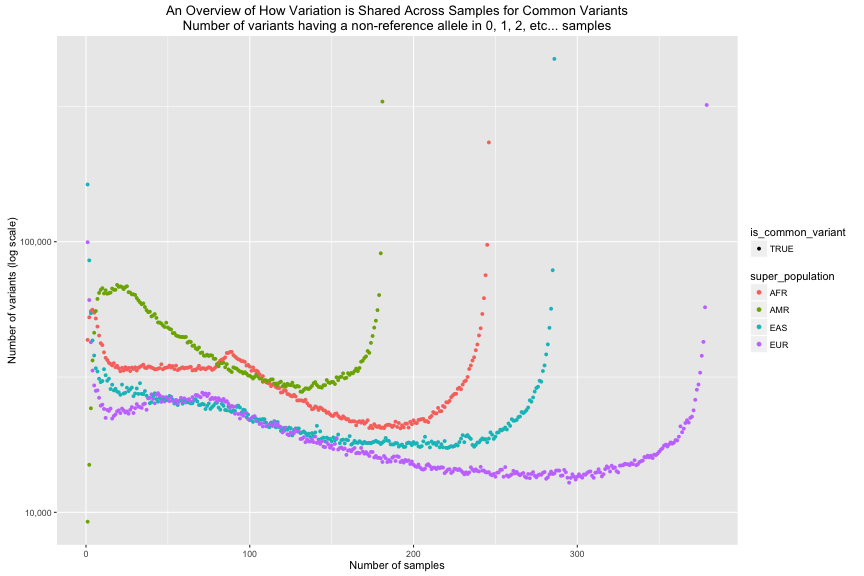 An Overview of How Variation is Shared Across Samples for Common Variants
Number of variants having a non-reference allele in 0, 1, 2, etc... samples
Number of variants (log scale)
100,000
10,000
0
100
200
300
Number of samples
is_common_variant
TRUE
super_population
AFR
AMR
EAS
EUR